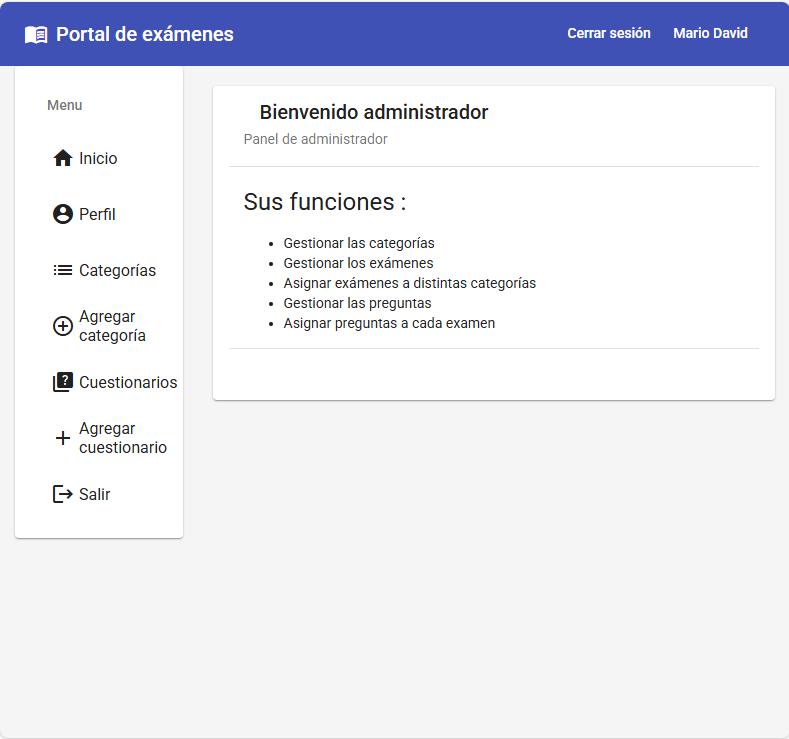 Portal de exámenes
Cerrar sesión
Mario David
Menu
Inicio
Perfil
Categorías
Agregar
categoría
Cuestionarios
Agregar
cuestionario
Salir
Bienvenido administrador
Panel de administrador
Sus funciones :
Gestionar las categorías
Gestionar los exámenes
Asignar exámenes a distintas categorías
Gestionar las preguntas
Asignar preguntas a cada examen